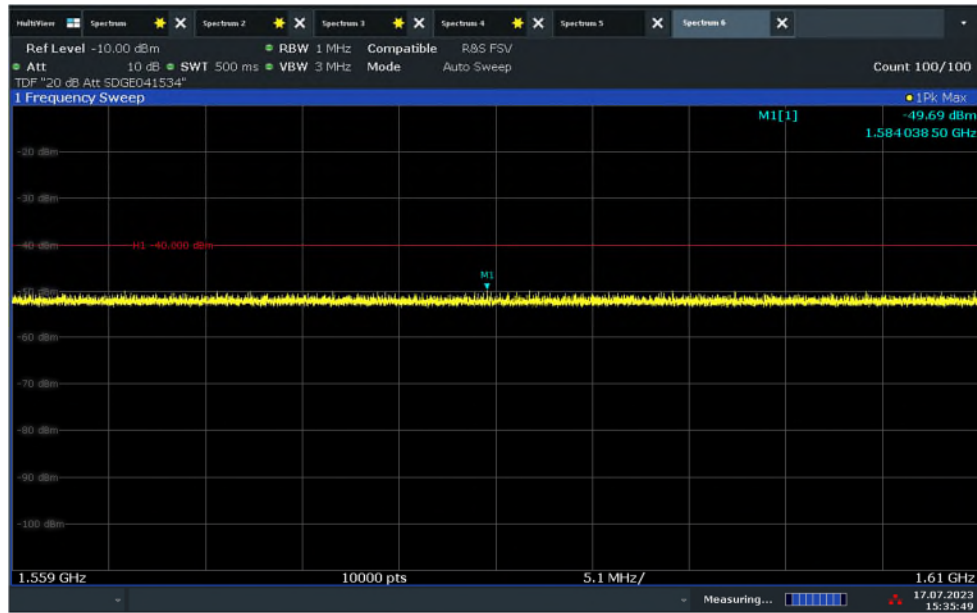 MultiView Spectrum Spectrum 2 Spectrum 3 Spectrum 4 Spectrum 5 Spectrum 6
Ref Level -10.00 dBm RBW 1 MHz Compatible R&S FSV
Att 10 dB SWT 500 ms VBW 3 MHz Mode Auto Sweep Count 100/100
TDF "20 dB Att SDGE041534"
1 Frequency Sweep 1Pk Max
M1[1] -49.69 dBm
1.584 038 50 GHz
-20 dBm
-30 dBm
-40 dBm H1 -40.000 dBm
M1
-50 dBm
-60 dBm
-70 dBm
-80 dBm
-90 dBm
-100 dBm
1.559 GHz 10000 pts 5.1 MHz/ 1.61 GHz
Measuring... 17.07.2023
15:35:49